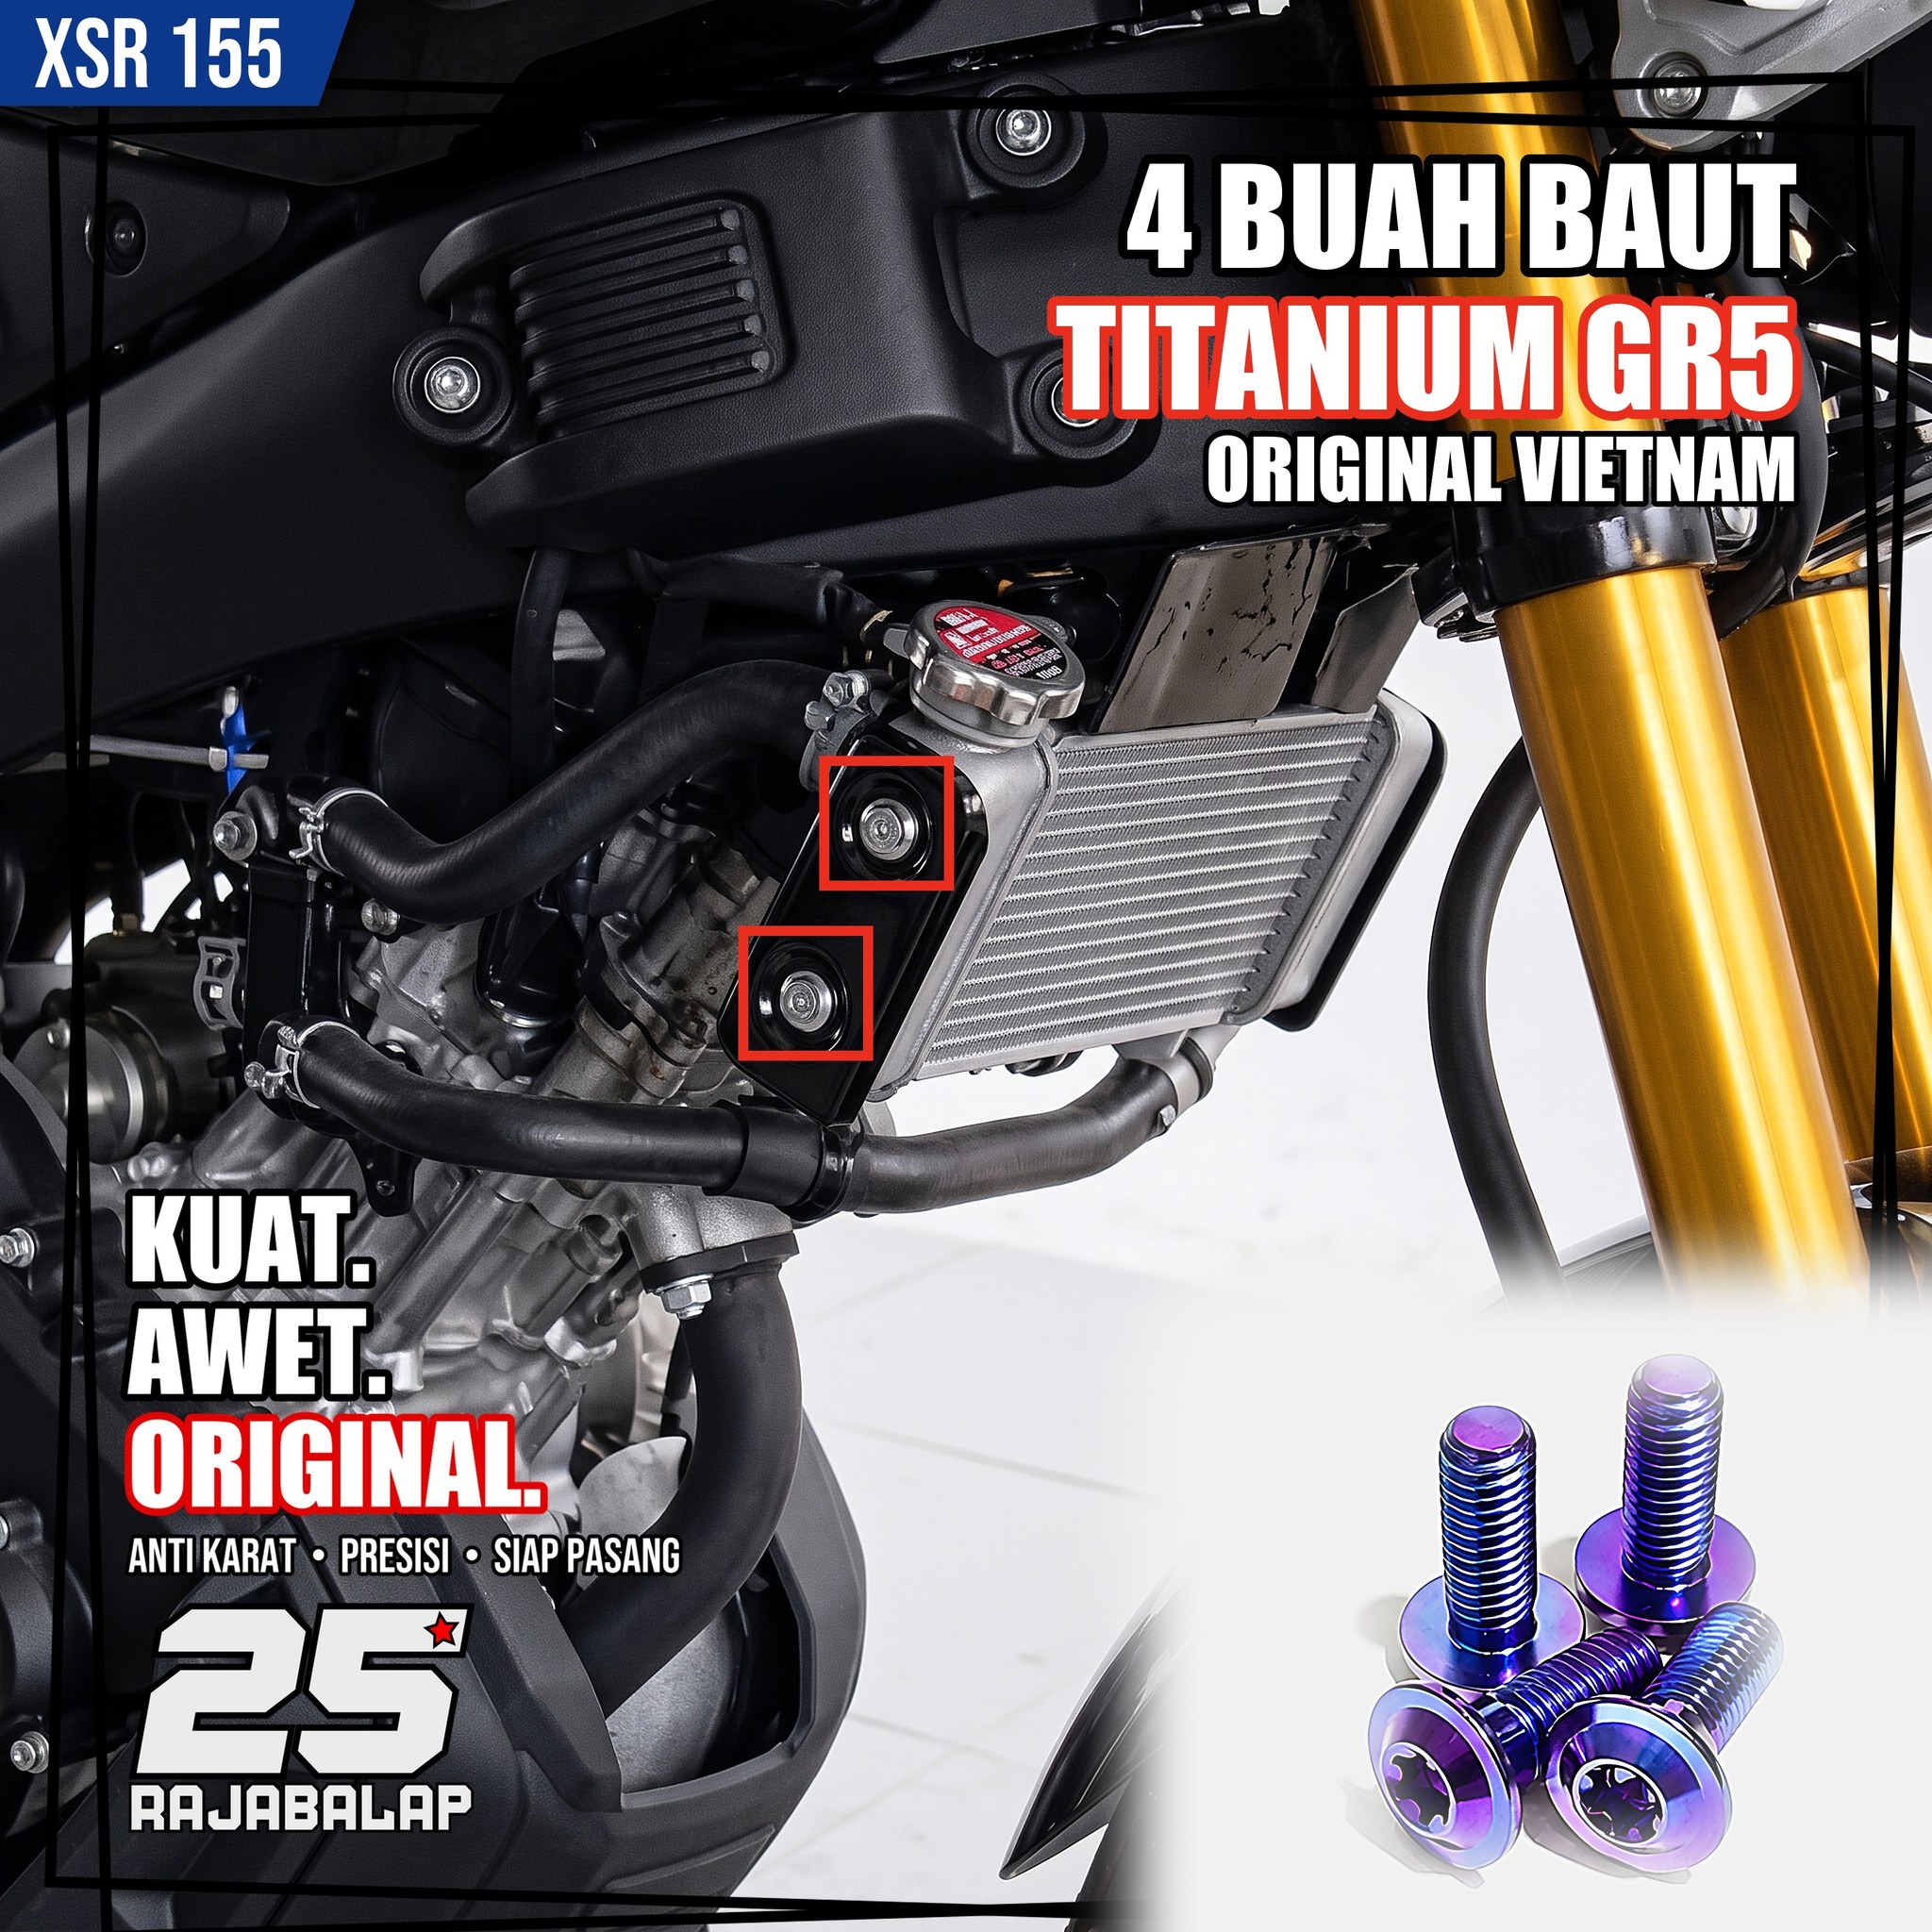 XSR 155
4 BUAH BAUT
TITANIUM GR5
ORIGINAL VIETNAM
KUAT.
AWET.
ORIGINAL.
ANTI KARAT • PRESISI • SIAP PASANG
25
RAJABALAP